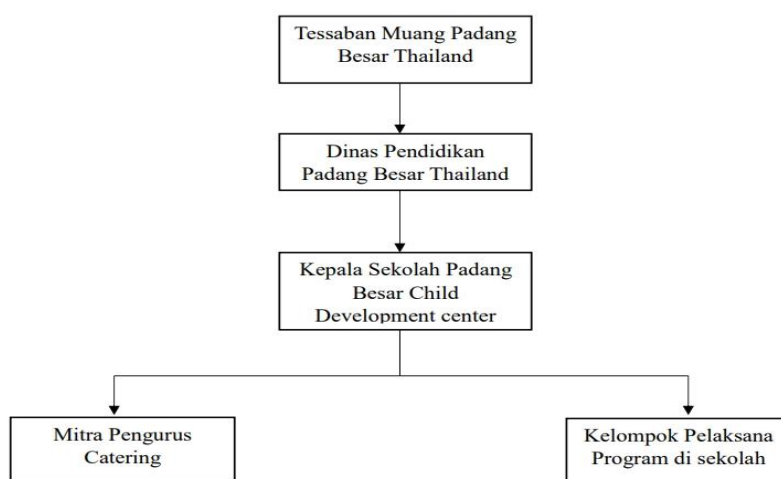 Tessaban Muang Padang
Besar Thailand
Dinas Pendidikan
Padang Besar Thailand
Kepala Sekolah Padang
Besar Child
Development center
Mitra Pengurus
Catering
Kelompok Pelaksana
Program di sekolah